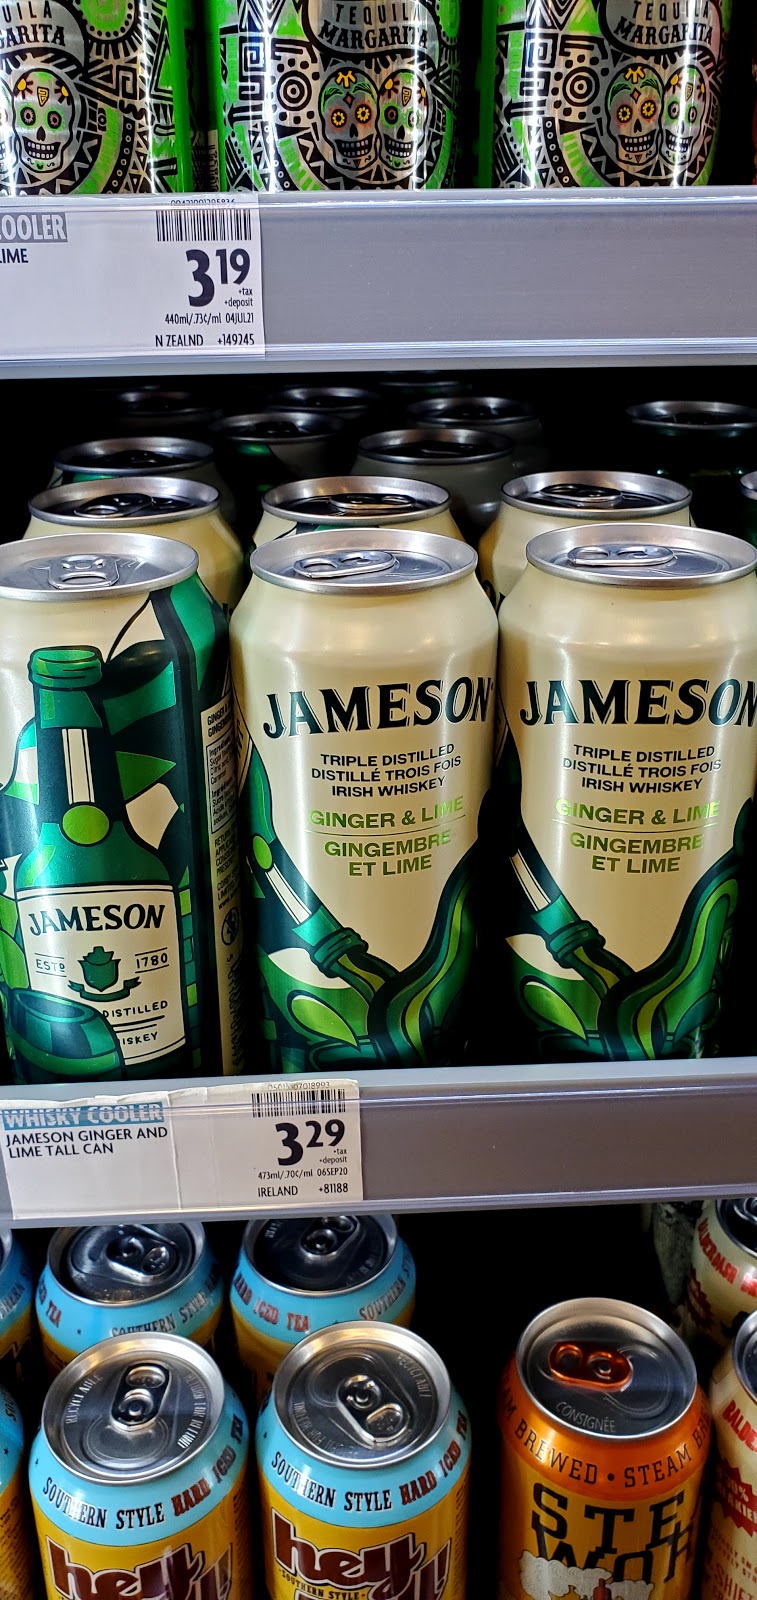 TEQUILA
MARGARITA
TEQUILA
MARGARITA
COOLER
LIME
3 19
+tax
+deposit
440ml/.73¢/ml 04JUL21
N ZEALND +149245
JAMESON
TRIPLE DISTILLED
DISTILLÉ TROIS FOIS
IRISH WHISKEY
GINGER & LIME
GINGEMBRE
ET LIME
JAMESON
TRIPLE DISTILLED
DISTILLÉ TROIS FOIS
IRISH WHISKEY
GINGER & LIME
GINGEMBRE
ET LIME
JAMESON
ESTD 1780
DISTILLED
WHISKY COOLER
JAMESON GINGER AND
LIME TALL CAN
3 29
+tax
+deposit
473ml/.70¢/ml 06SEP20
IRELAND +81188
HARD ICED TEA
SOUTHERN STYLE
SOUTHERN STYLE HARD ICED TEA
hey
SOUTHERN STYLE HARD ICED TEA
hey
SOUTHERN STYLE
CONSIGNÉE
BREWED • STEAM